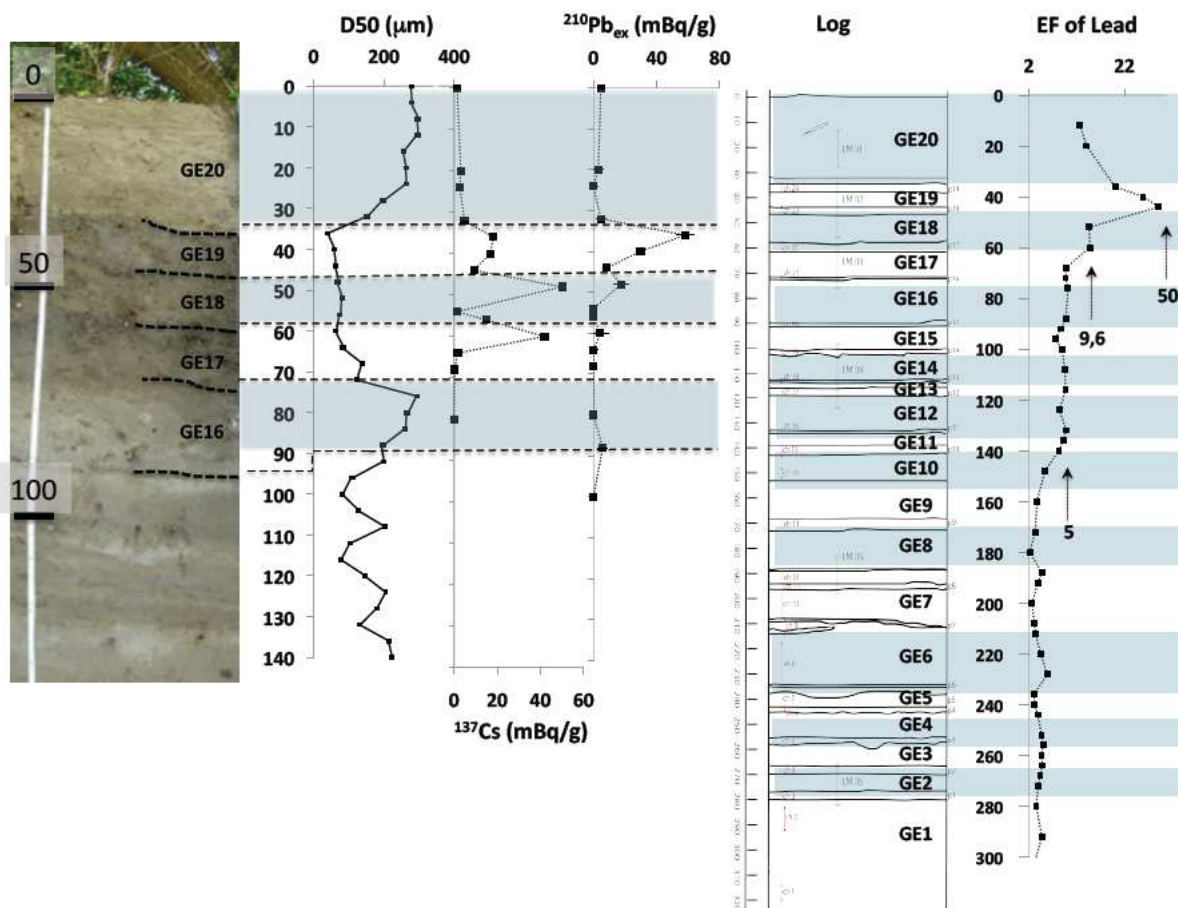 D50 (μm)
210Pbex (mBq/g)
Log
EF of Lead
0 200 400
0 40 80
2 22
0
50
100
GE20
GE19
GE18
GE17
GE16
0
10
20
30
40
50
60
70
80
90
100
110
120
130
140
0 20 40 60
137Cs (mBq/g)
GE20
GE19
GE18
GE17
GE16
GE15
GE14
GE13
GE12
GE11
GE10
GE9
GE8
GE7
GE6
GE5
GE4
GE3
GE2
GE1
0
20
40
60
80
100
120
140
160
180
200
220
240
260
280
300
50
9,6
5